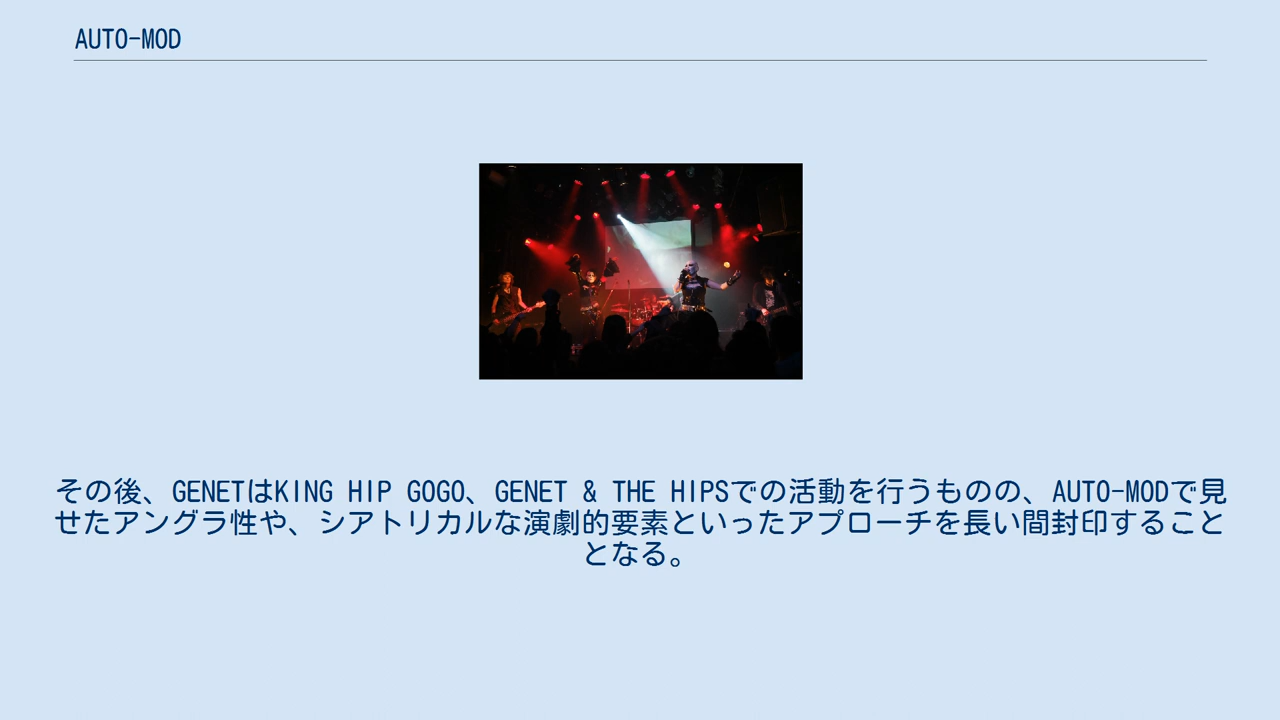 AUTO-MOD
その後、GENETはKING HIP GOGO、GENET & THE HIPSでの活動を行うものの、AUTO-MODで見
せたアングラ性や、シアトリカルな演劇的要素といったアプローチを長い間封印すること
となる。